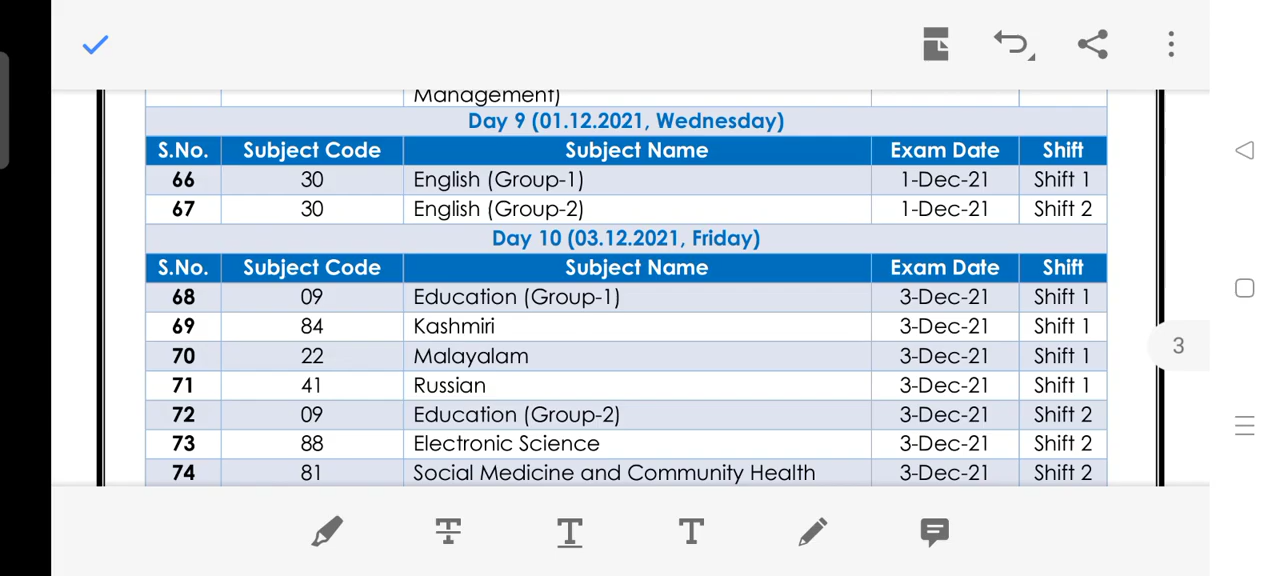 Management)
Day 9 (01.12.2021, Wednesday)
S.No. Subject Code Subject Name Exam Date Shift
66 30 English (Group-1) 1-Dec-21 Shift 1
67 30 English (Group-2) 1-Dec-21 Shift 2
Day 10 (03.12.2021, Friday)
S.No. Subject Code Subject Name Exam Date Shift
68 09 Education (Group-1) 3-Dec-21 Shift 1
69 84 Kashmiri 3-Dec-21 Shift 1
70 22 Malayalam 3-Dec-21 Shift 1
3
71 41 Russian 3-Dec-21 Shift 1
72 09 Education (Group-2) 3-Dec-21 Shift 2
73 88 Electronic Science 3-Dec-21 Shift 2
74 81 Social Medicine and Community Health 3-Dec-21 Shift 2
T T T